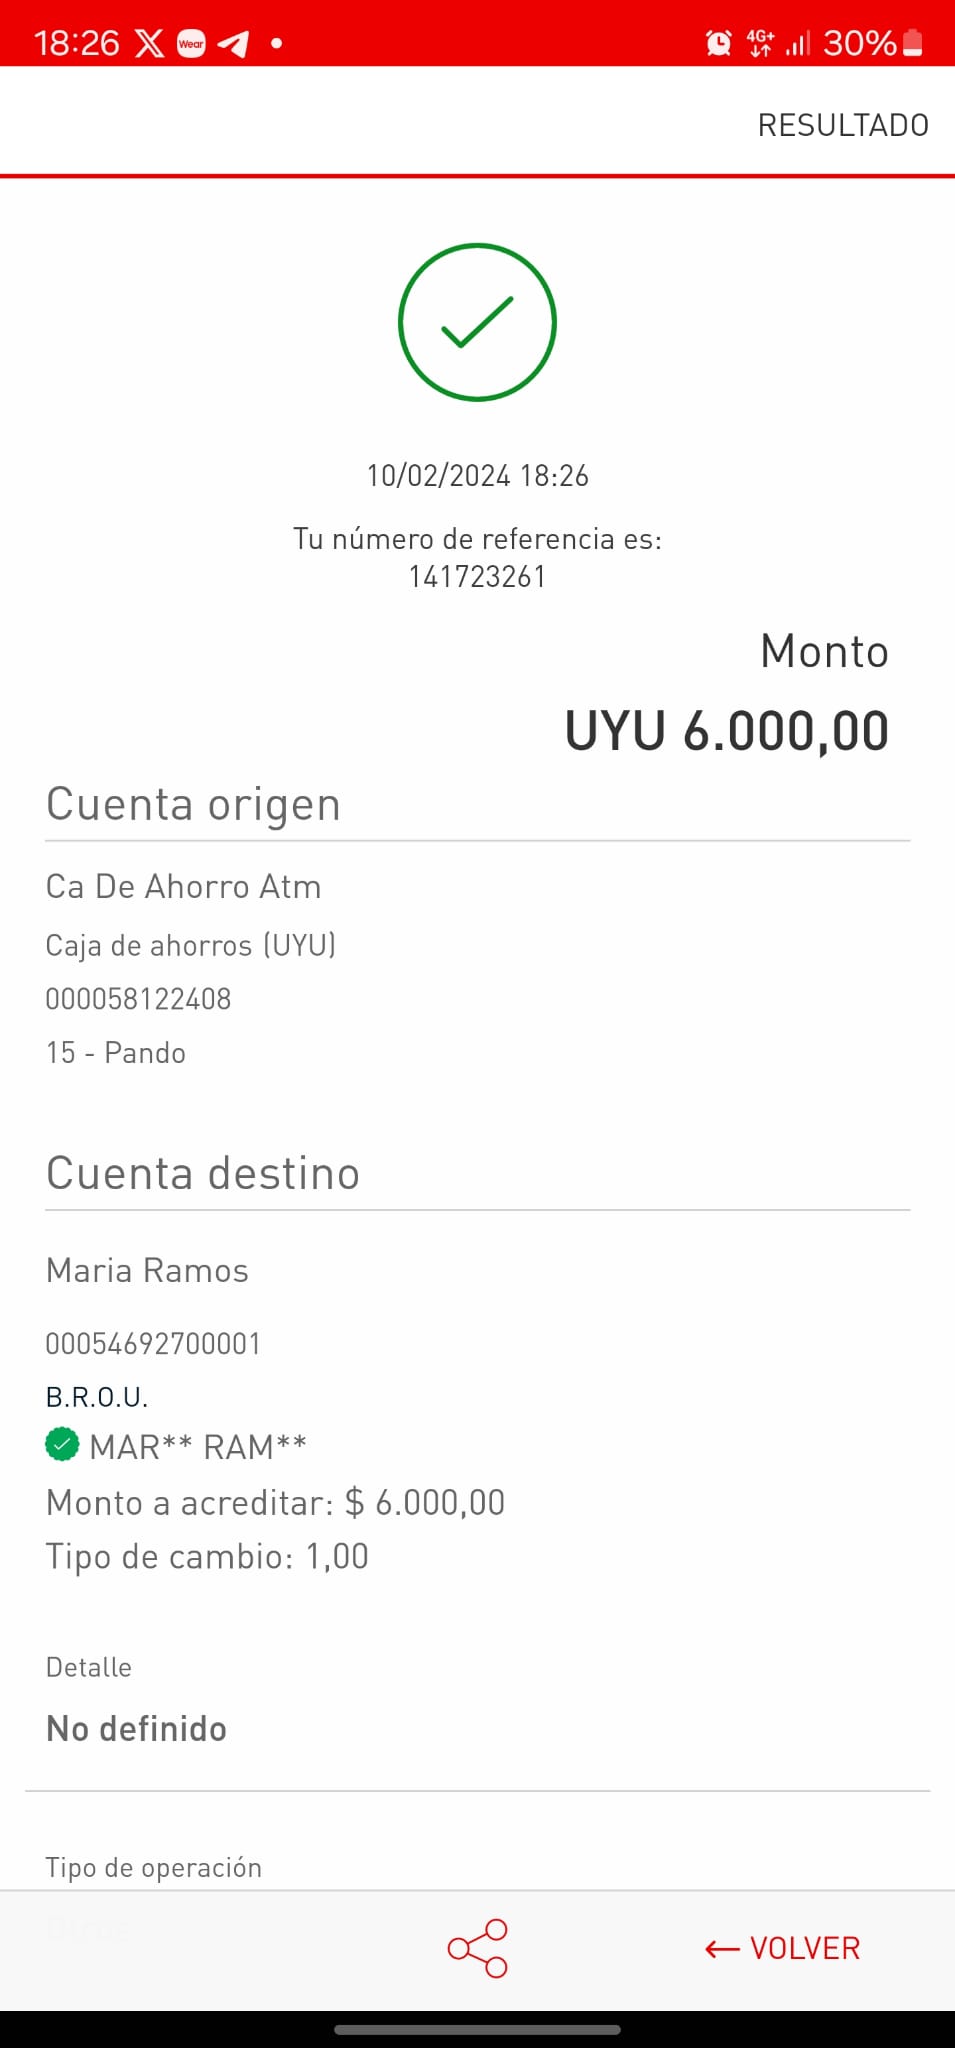 18:26
Wear
4G+
30%
RESULTADO
10/02/2024 18:26
Tu número de referencia es:
141723261
Monto
UYU 6.000,00
Cuenta origen
Ca De Ahorro Atm
Caja de ahorros (UYU)
000058122408
15 - Pando
Cuenta destino
Maria Ramos
00054692700001
B.R.O.U.
MAR** RAM**
Monto a acreditar: $ 6.000,00
Tipo de cambio: 1,00
Detalle
No definido
Tipo de operación
← VOLVER